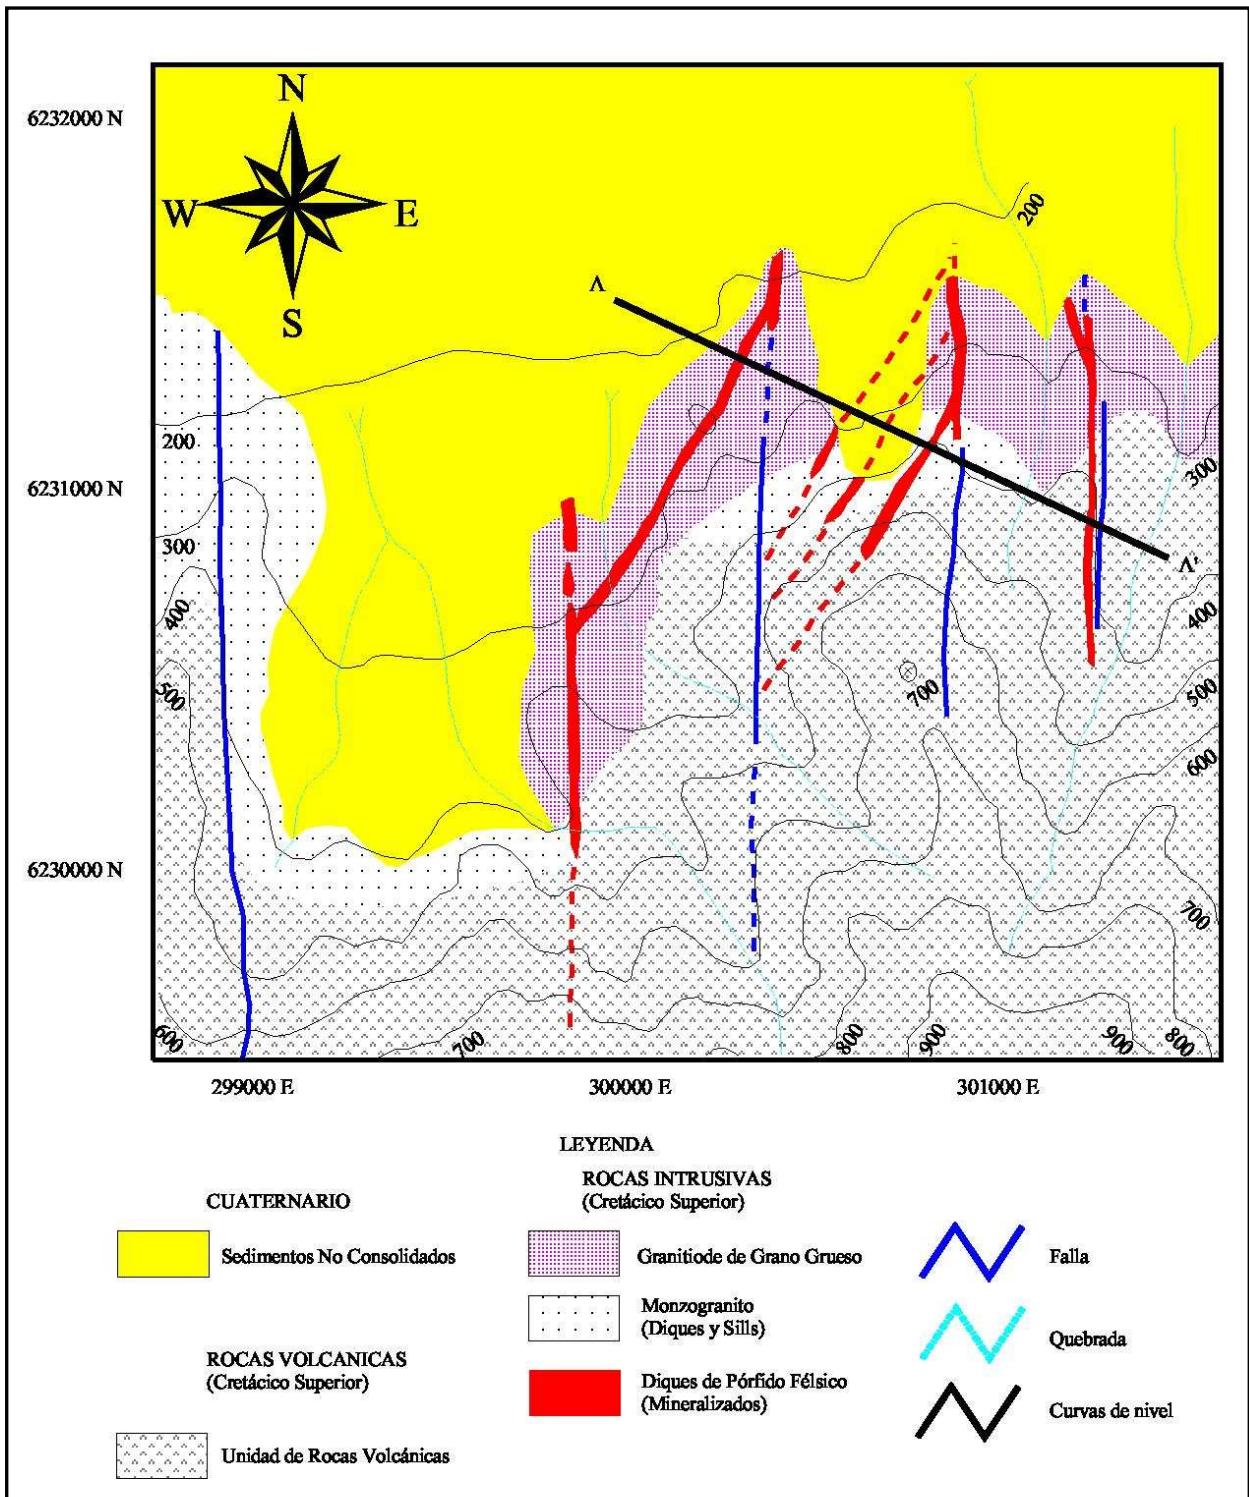 6232000 N
N
W
E
S
200
Λ
200
6231000 N
300
300
Λ'
400
400
500
700
500
600
6230000 N
700
600
700
800
900
900
800
299000 E
300000 E
301000 E
LEYENDA
CUATERNARIO
Sedimentos No Consolidados
ROCAS VOLCANICAS
(Cretácico Superior)
Unidad de Rocas Volcánicas
ROCAS INTRUSIVAS
(Cretácico Superior)
Granitiode de Grano Grueso
Monzogranito
(Diques y Sills)
Diques de Pórfido Félsico
(Mineralizados)
Falla
Quebrada
Curvas de nivel